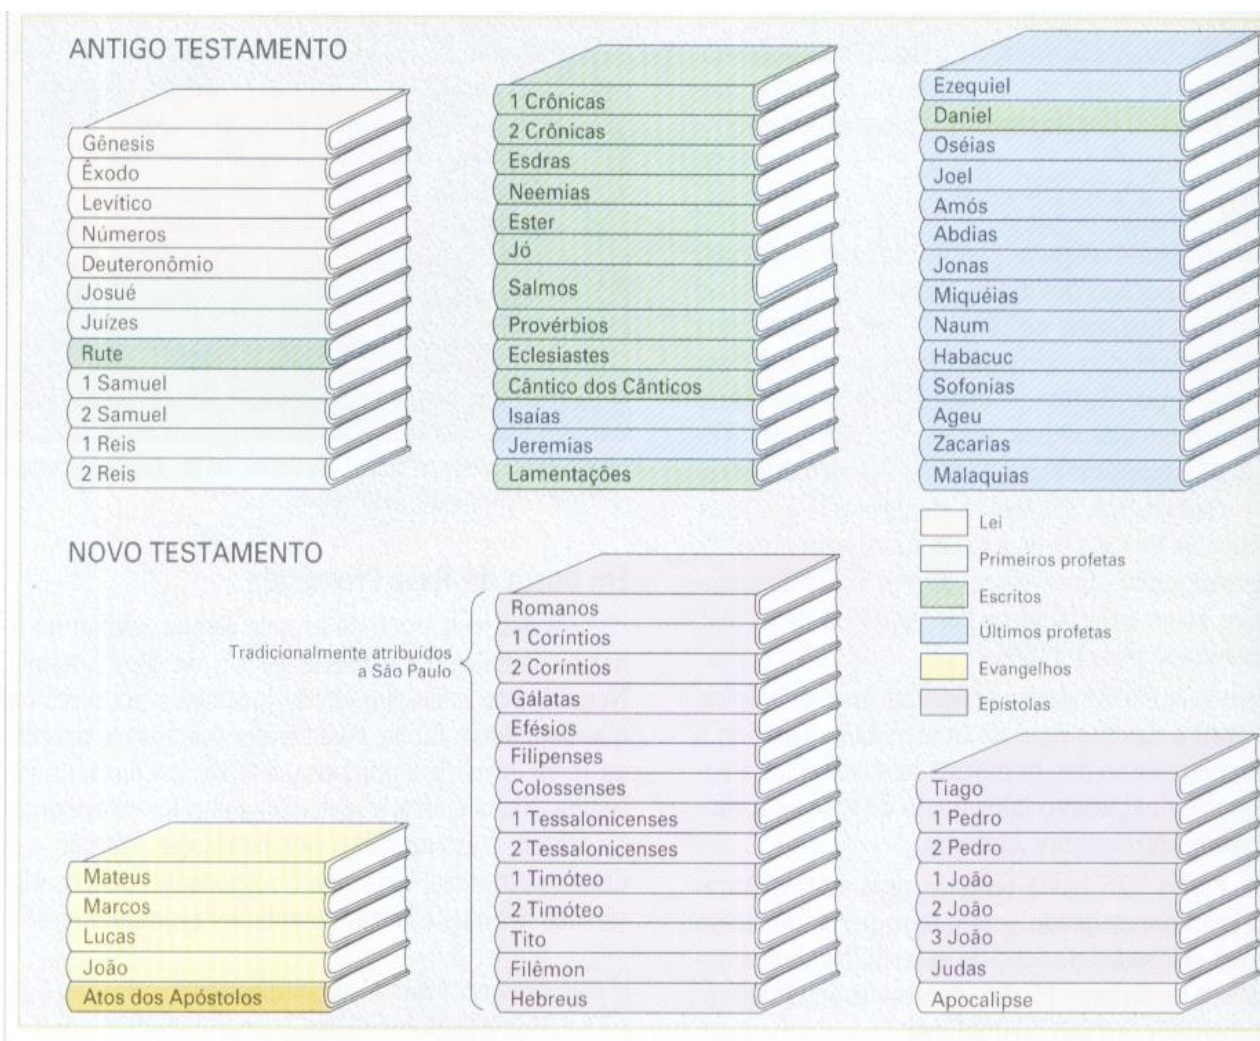 ANTIGO TESTAMENTO
Gênesis
Êxodo
Levítico
Números
Deuteronômio
Josué
Juízes
Rute
1 Samuel
2 Samuel
1 Reis
2 Reis
1 Crônicas
2 Crônicas
Esdras
Neemias
Ester
Jó
Salmos
Provérbios
Eclesiastes
Cântico dos Cânticos
Isaías
Jeremias
Lamentações
Ezequiel
Daniel
Oséias
Joel
Amós
Abdias
Jonas
Miquéias
Naum
Habacuc
Sofonias
Ageu
Zacarias
Malaquias
Lei
Primeiros profetas
Escritos
Últimos profetas
Evangelhos
Epístolas
NOVO TESTAMENTO
Mateus
Marcos
Lucas
João
Atos dos Apóstolos
Tradicionalmente atribuídos
a São Paulo
Romanos
1 Coríntios
2 Coríntios
Gálatas
Efésios
Filipenses
Colossenses
1 Tessalonicenses
2 Tessalonicenses
1 Timóteo
2 Timóteo
Tito
Filêmon
Hebreus
Tiago
1 Pedro
2 Pedro
1 João
2 João
3 João
Judas
Apocalipse